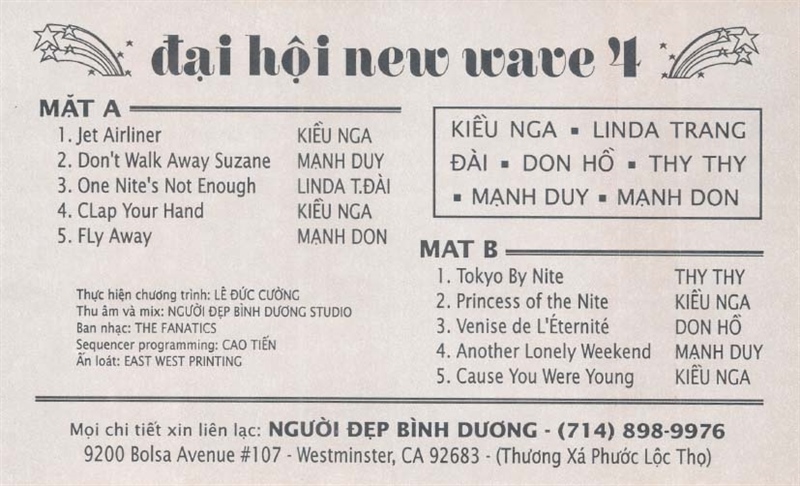 đại hội new wave 4
MẶT A
1. Jet Airliner KIỀU NGA
2. Don't Walk Away Suzane MẠNH DUY
3. One Nite's Not Enough LINDA T.ĐÀI
4. CLap Your Hand KIỀU NGA
5. FLy Away MẠNH DON
Thực hiện chương trình: LÊ ĐỨC CƯỜNG
Thu âm và mix: NGƯỜI ĐẸP BÌNH DƯƠNG STUDIO
Ban nhạc: THE FANATICS
Sequencer programming: CAO TIẾN
Ấn loát: EAST WEST PRINTING
KIỀU NGA ▪ LINDA TRANG
ĐÀI ▪ DON HỒ ▪ THY THY
▪ MẠNH DUY ▪ MẠNH DON
MAT B
1. Tokyo By Nite THY THY
2. Princess of the Nite KIỀU NGA
3. Venise de L'Éternité DON HỒ
4. Another Lonely Weekend MẠNH DUY
5. Cause You Were Young KIỀU NGA
Mọi chi tiết xin liên lạc: NGƯỜI ĐẸP BÌNH DƯƠNG - (714) 898-9976
9200 Bolsa Avenue #107 - Westminster, CA 92683 - (Thương Xá Phước Lộc Thọ)